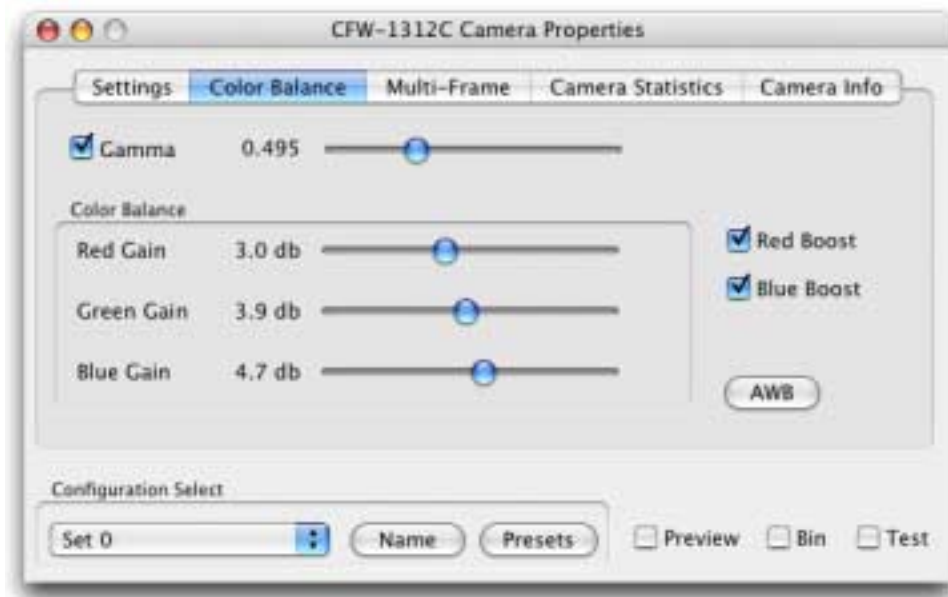 CFW-1312C Camera Properties
Settings Color Balance Multi-Frame Camera Statistics Camera Info
Gamma 0.495
Color Balance
Red Gain 3.0 db
Red Boost
Green Gain 3.9 db
Blue Boost
Blue Gain 4.7 db
AWB
Configuration Select
Set 0 Name Presets Preview Bin Test